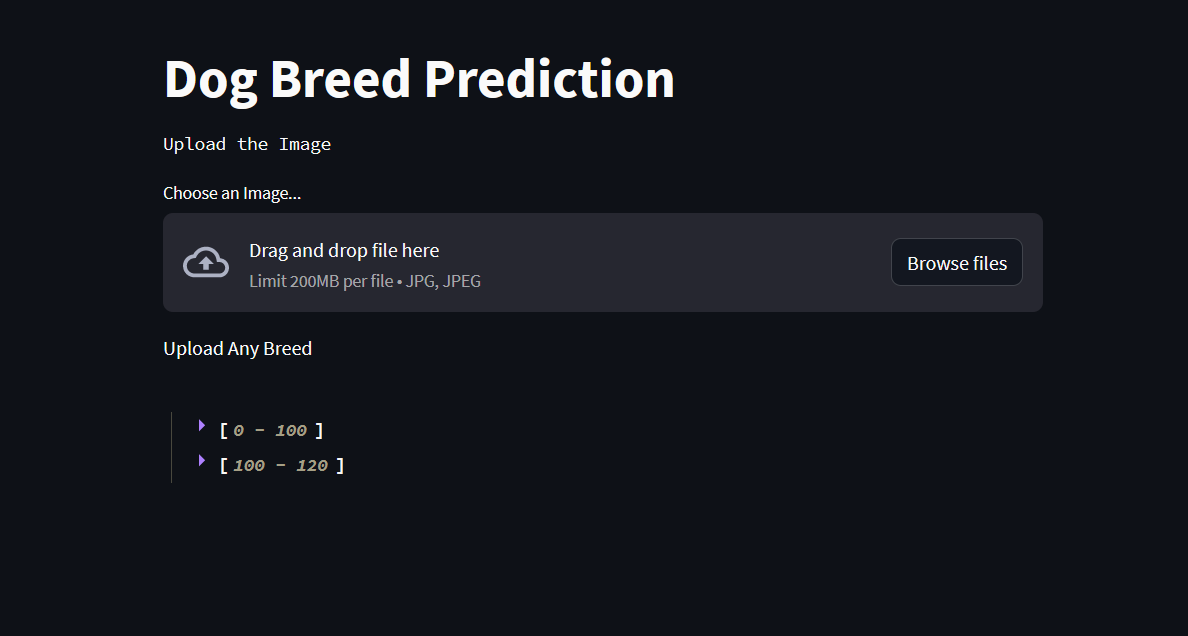 Dog Breed Prediction
Upload the Image
Choose an Image...
Drag and drop file here
Limit 200MB per file • JPG, JPEG
Browse files
Upload Any Breed
[ 0 - 100 ]
[ 100 - 120 ]